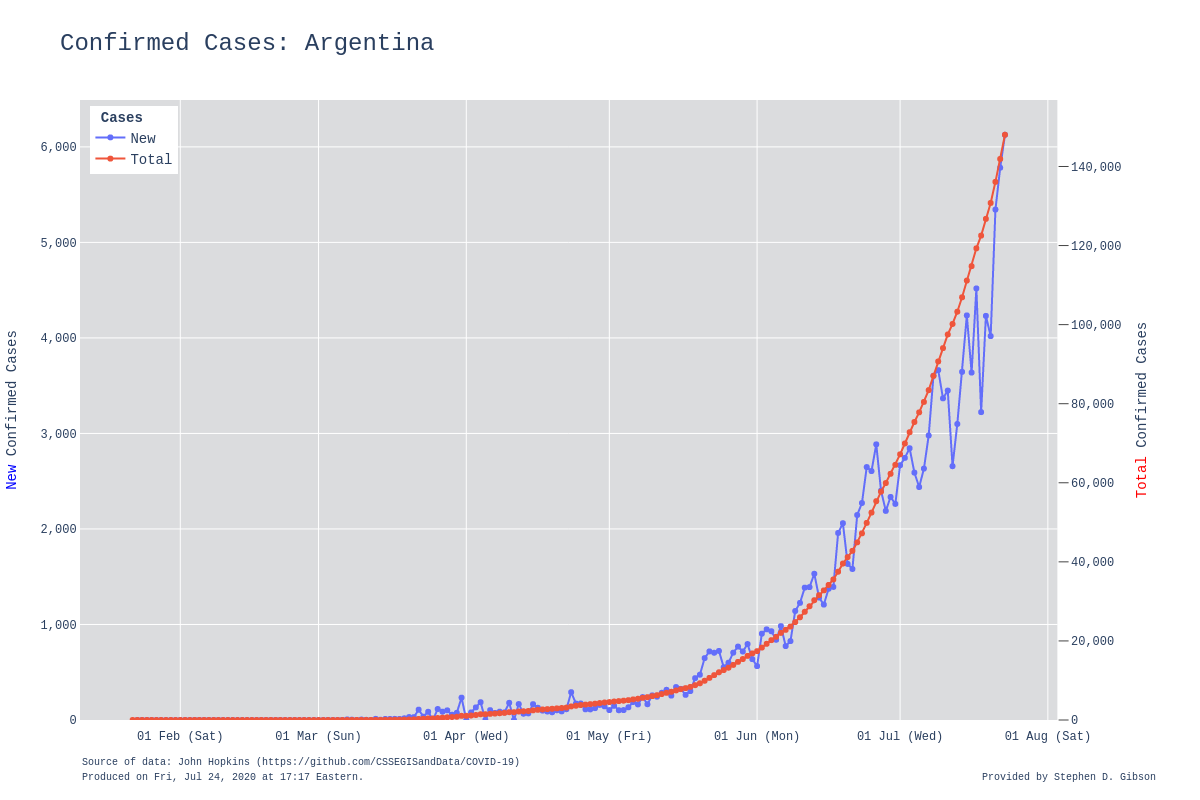 Confirmed Cases: Argentina
Cases
New
Total
6,000
5,000
4,000
3,000
2,000
1,000
0
New Confirmed Cases
140,000
120,000
100,000
80,000
60,000
40,000
20,000
0
Total Confirmed Cases
01 Feb (Sat)
01 Mar (Sun)
01 Apr (Wed)
01 May (Fri)
01 Jun (Mon)
01 Jul (Wed)
01 Aug (Sat)
Source of data: John Hopkins (https://github.com/CSSEGISandData/COVID-19)
Produced on Fri, Jul 24, 2020 at 17:17 Eastern.
Provided by Stephen D. Gibson